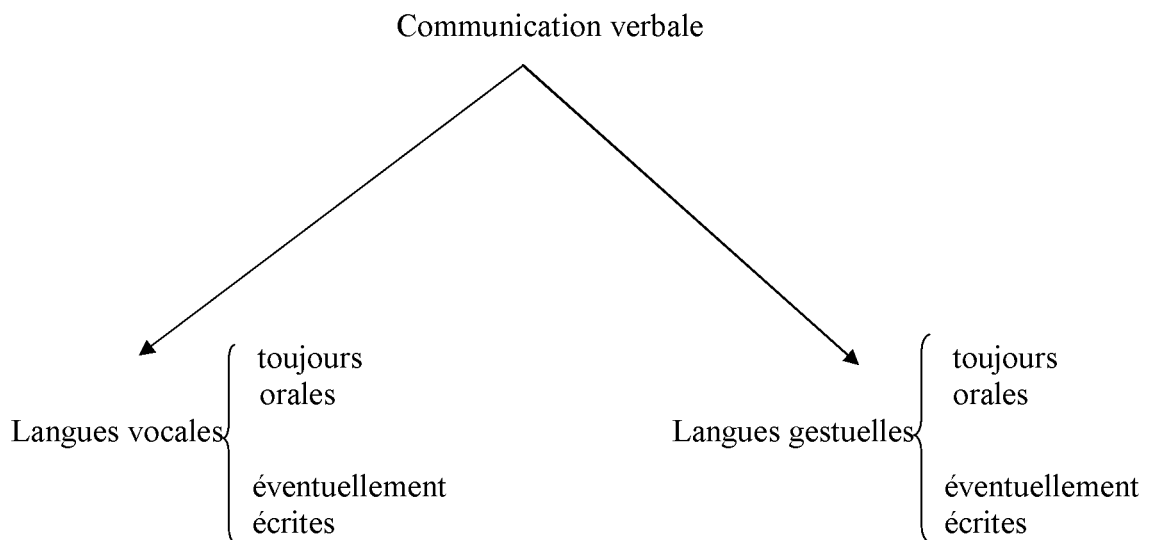 Communication verbale
toujours
orales
Langues vocales
éventuellement
écrites
toujours
orales
Langues gestuelles
éventuellement
écrites